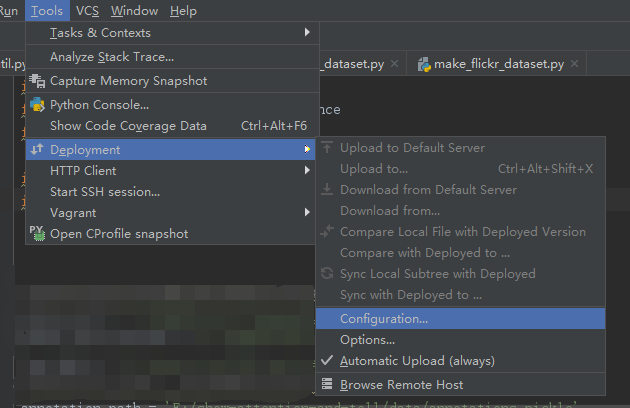 Run Tools VCS Window Help
Tasks & Contexts
Analyze Stack Trace...
til.py _dataset.py make_flickr_dataset.py
Capture Memory Snapshot
Python Console...
Show Code Coverage Data Ctrl+Alt+F6
nce
Deployment
HTTP Client
Start SSH session...
Vagrant
Open CProfile snapshot
Upload to Default Server
Upload to... Ctrl+Alt+Shift+X
Download from Default Server
Download from...
Compare Local File with Deployed Version
Compare with Deployed to ...
Sync Local Subtree with Deployed
Sync with Deployed to ...
Configuration...
Options...
Automatic Upload (always)
Browse Remote Host